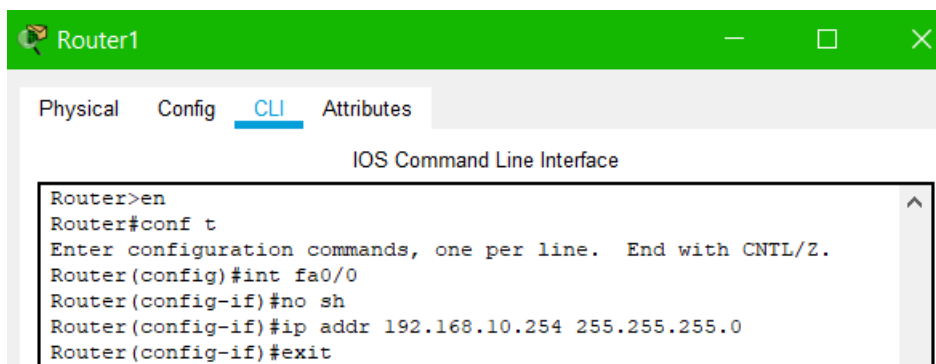 Router1
Physical Config CLI Attributes
IOS Command Line Interface
Router>en
Router#conf t
Enter configuration commands, one per line.  End with CNTL/Z.
Router(config)#int fa0/0
Router(config-if)#no sh
Router(config-if)#ip addr 192.168.10.254 255.255.255.0
Router(config-if)#exit